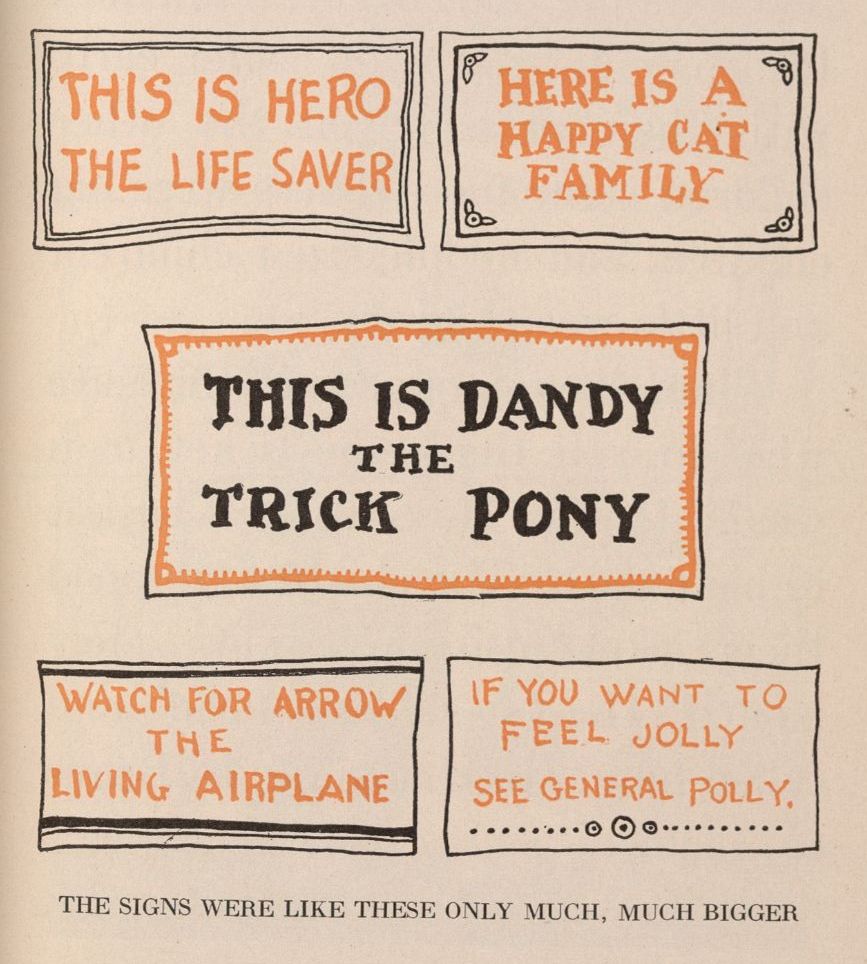 THIS IS HERO
THE LIFE SAVER
HERE IS A
HAPPY CAT
FAMILY
THIS IS DANDY
THE
TRICK PONY
WATCH FOR ARROW
THE
LIVING AIRPLANE
IF YOU WANT TO
FEEL JOLLY
SEE GENERAL POLLY.
THE SIGNS WERE LIKE THESE ONLY MUCH, MUCH BIGGER